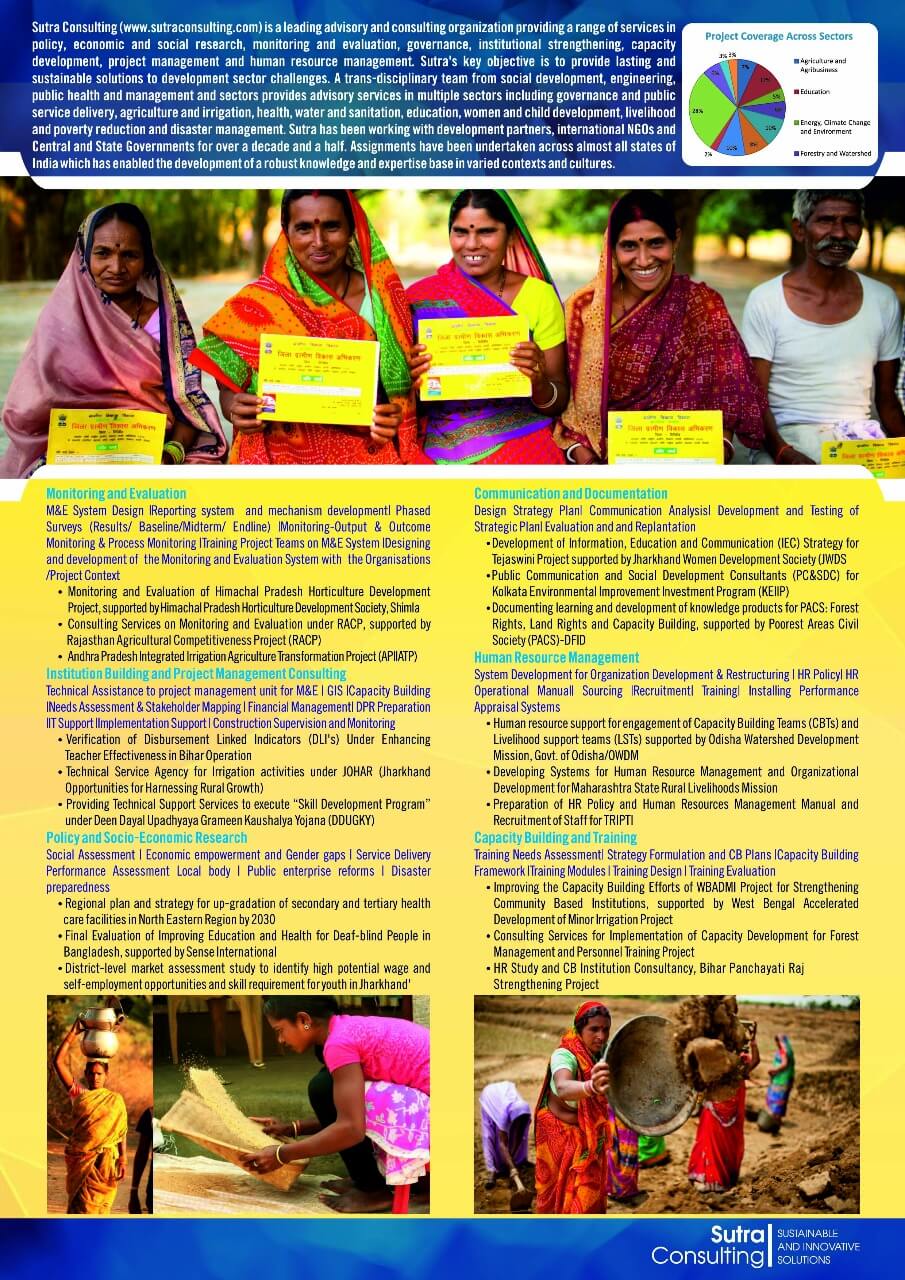 Sutra Consulting (www.sutraconsulting.com) is a leading advisory and consulting organization providing a range of services in
policy, economic and social research, monitoring and evaluation, governance, institutional strengthening, capacity
development, project management and human resource management. Sutra's key objective is to provide lasting and
sustainable solutions to development sector challenges. A trans-disciplinary team from social development, engineering,
public health and management and sectors provides advisory services in multiple sectors including governance and public
service delivery, agriculture and irrigation, health, water and sanitation, education, women and child development, livelihood
and poverty reduction and disaster management. Sutra has been working with development partners, international NGOs and
Central and State Governments for over a decade and a half. Assignments have been undertaken across almost all states of
India which has enabled the development of a robust knowledge and expertise base in varied contexts and cultures.
Project Coverage Across Sectors
Agriculture and
Agribusiness
Education
Energy, Climate Change
and Environment
Forestry and Watershed
3%
28%
2%
10%
5%
जिला ग्रामीण विकास अभिकरण
जिला ग्रामीण विकास अभिकरण
जिला ग्रामीण विकास अभिकरण
जिला ग्रामीण विकास अभिकरण
Monitoring and Evaluation
M&E System Design |Reporting system and mechanism development| Phased
Surveys (Results/ Baseline/Midterm/ Endline) |Monitoring-Output & Outcome
Monitoring & Process Monitoring |Training Project Teams on M&E System |Designing
and development of the Monitoring and Evaluation System with the Organisations
/Project Context
• Monitoring and Evaluation of Himachal Pradesh Horticulture Development
Project, supported by Himachal Pradesh Horticulture Development Society, Shimla
• Consulting Services on Monitoring and Evaluation under RACP, supported by
Rajasthan Agricultural Competitiveness Project (RACP)
• Andhra Pradesh Integrated Irrigation Agriculture Transformation Project (APIIATP)
Institution Building and Project Management Consulting
Technical Assistance to project management unit for M&E | GIS |Capacity Building
|Needs Assessment & Stakeholder Mapping | Financial Management| DPR Preparation
|IT Support |Implementation Support | Construction Supervision and Monitoring
• Verification of Disbursement Linked Indicators (DLI's) Under Enhancing
Teacher Effectiveness in Bihar Operation
• Technical Service Agency for Irrigation activities under JOHAR (Jharkhand
Opportunities for Harnessing Rural Growth)
• Providing Technical Support Services to execute “Skill Development Program”
under Deen Dayal Upadhyaya Grameen Kaushalya Yojana (DDUGKY)
Policy and Socio-Economic Research
Social Assessment | Economic empowerment and Gender gaps | Service Delivery
Performance Assessment Local body | Public enterprise reforms | Disaster
preparedness
• Regional plan and strategy for up-gradation of secondary and tertiary health
care facilities in North Eastern Region by 2030
• Final Evaluation of Improving Education and Health for Deaf-blind People in
Bangladesh, supported by Sense International
• District-level market assessment study to identify high potential wage and
self-employment opportunities and skill requirement for youth in Jharkhand'
Communication and Documentation
Design Strategy Plan| Communication Analysis| Development and Testing of
Strategic Plan| Evaluation and and Replantation
•Development of Information, Education and Communication (IEC) Strategy for
Tejaswini Project supported by Jharkhand Women Development Society (JWDS
•Public Communication and Social Development Consultants (PC&SDC) for
Kolkata Environmental Improvement Investment Program (KEIIP)
•Documenting learning and development of knowledge products for PACS: Forest
Rights, Land Rights and Capacity Building, supported by Poorest Areas Civil
Society (PACS)-DFID
Human Resource Management
System Development for Organization Development & Restructuring | HR Policy| HR
Operational Manual| Sourcing |Recruitment| Training| Installing Performance
Appraisal Systems
• Human resource support for engagement of Capacity Building Teams (CBTs) and
Livelihood support teams (LSTs) supported by Odisha Watershed Development
Mission, Govt. of Odisha/OWDM
• Developing Systems for Human Resource Management and Organizational
Development for Maharashtra State Rural Livelihoods Mission
• Preparation of HR Policy and Human Resources Management Manual and
Recruitment of Staff for TRIPTI
Capacity Building and Training
Training Needs Assessment| Strategy Formulation and CB Plans |Capacity Building
Framework |Training Modules | Training Design | Training Evaluation
• Improving the Capacity Building Efforts of WBADMI Project for Strengthening
Community Based Institutions, supported by West Bengal Accelerated
Development of Minor Irrigation Project
• Consulting Services for Implementation of Capacity Development for Forest
Management and Personnel Training Project
• HR Study and CB Institution Consultancy, Bihar Panchayati Raj
Strengthening Project
Sutra
Consulting
SUSTAINABLE
AND INNOVATIVE
SOLUTIONS